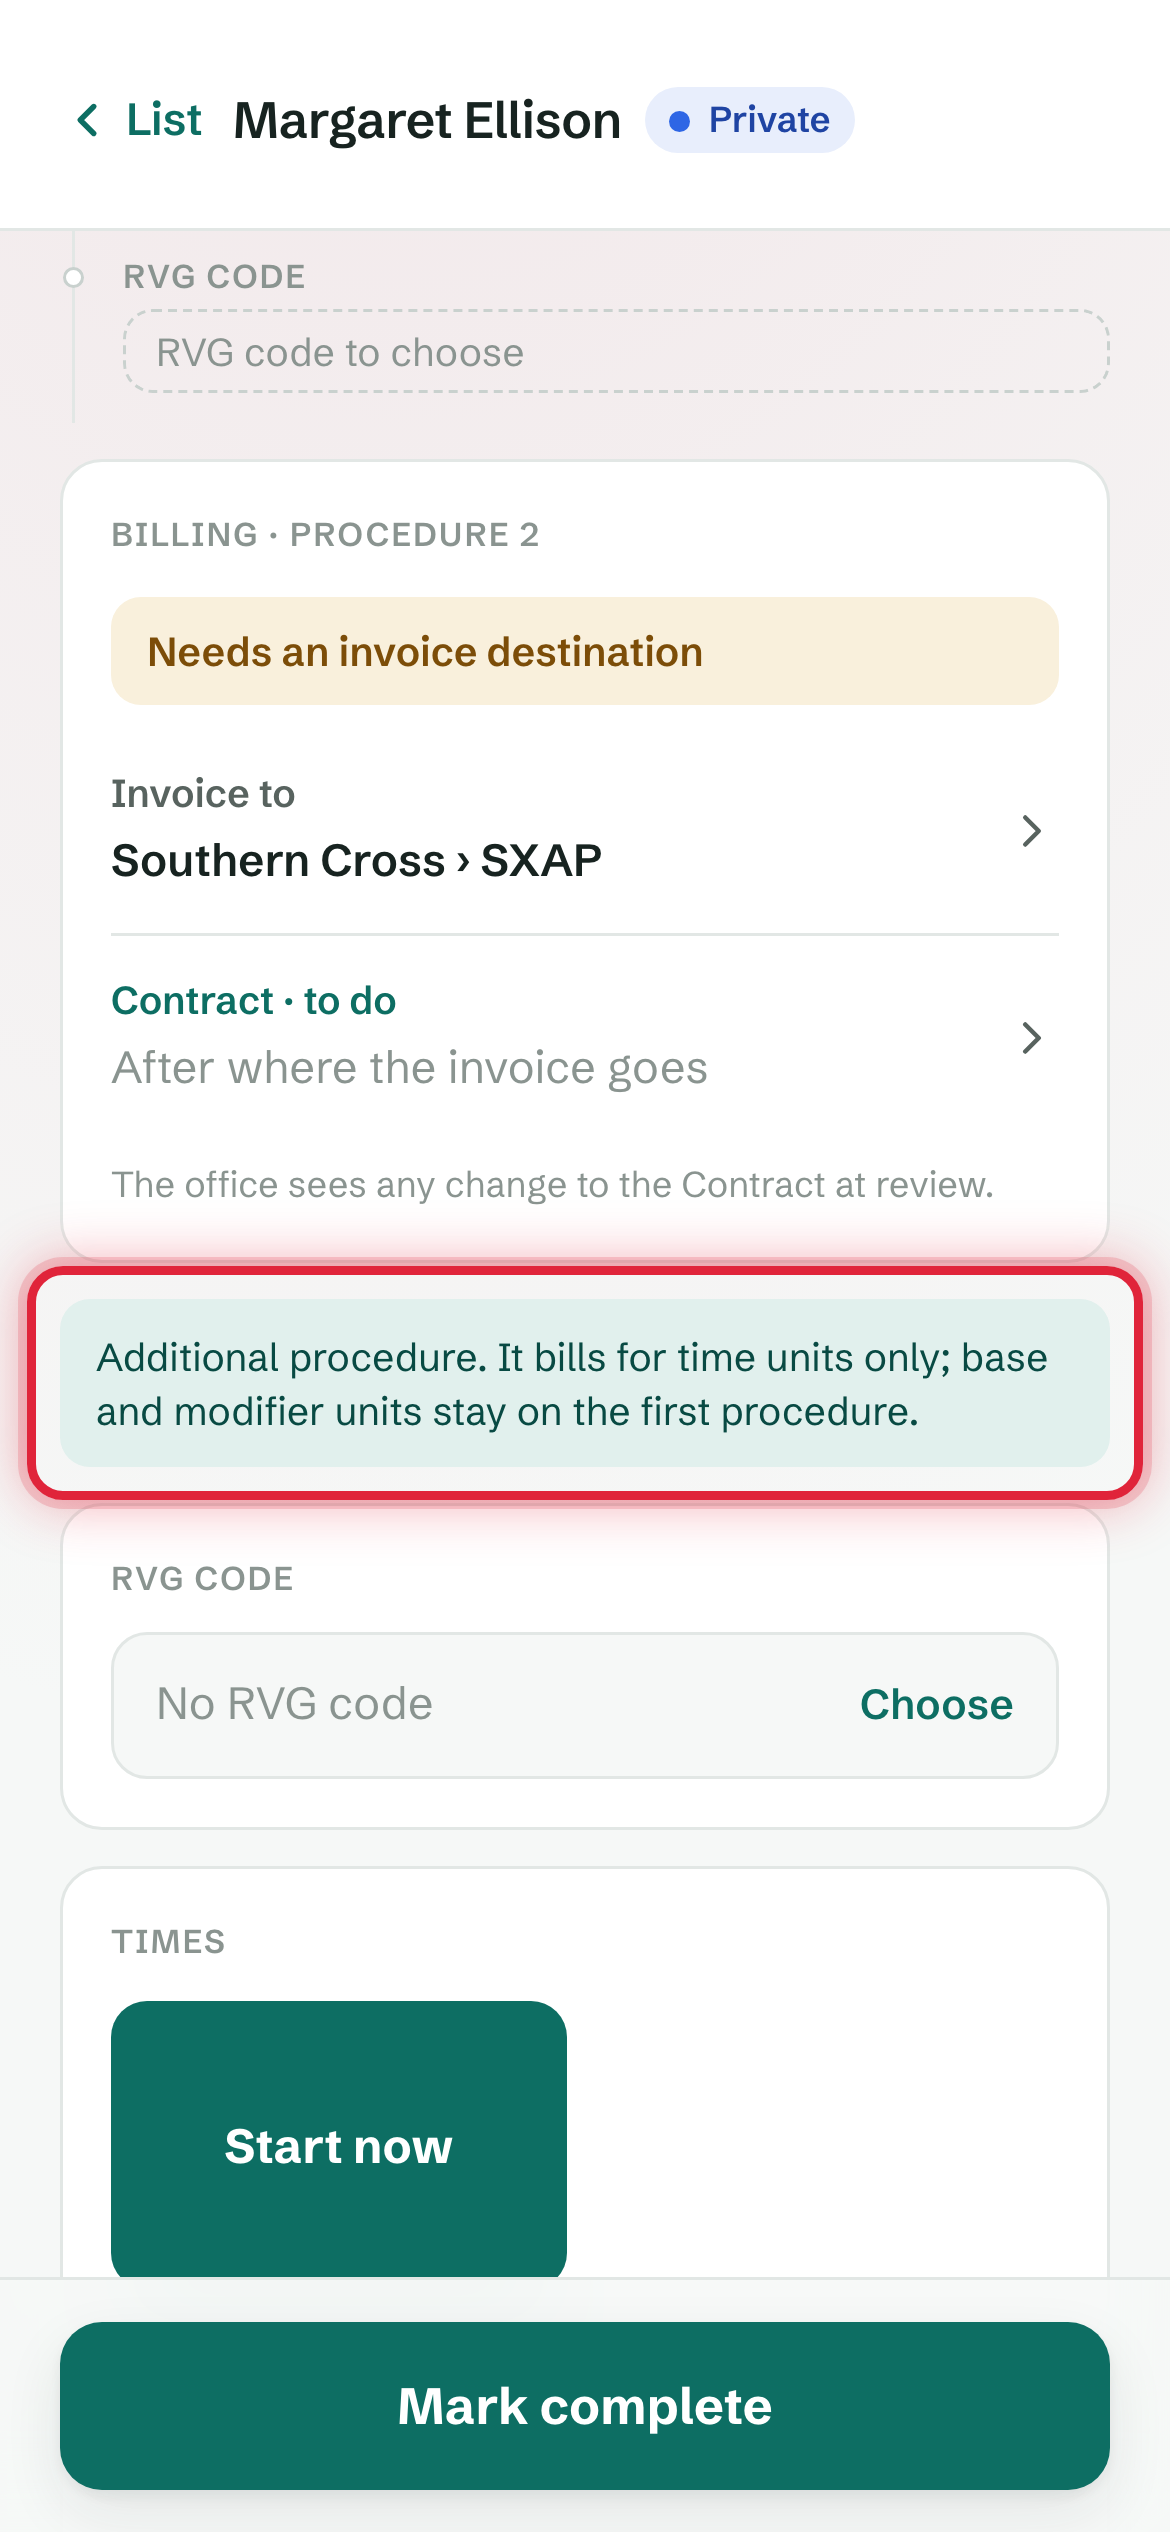 List Margaret Ellison Private
RVG CODE
RVG code to choose
BILLING · PROCEDURE 2
Needs an invoice destination
Invoice to
Southern Cross › SXAP
Contract · to do
After where the invoice goes
The office sees any change to the Contract at review.
Additional procedure. It bills for time units only; base
and modifier units stay on the first procedure.
RVG CODE
No RVG code Choose
TIMES
Start now
Mark complete